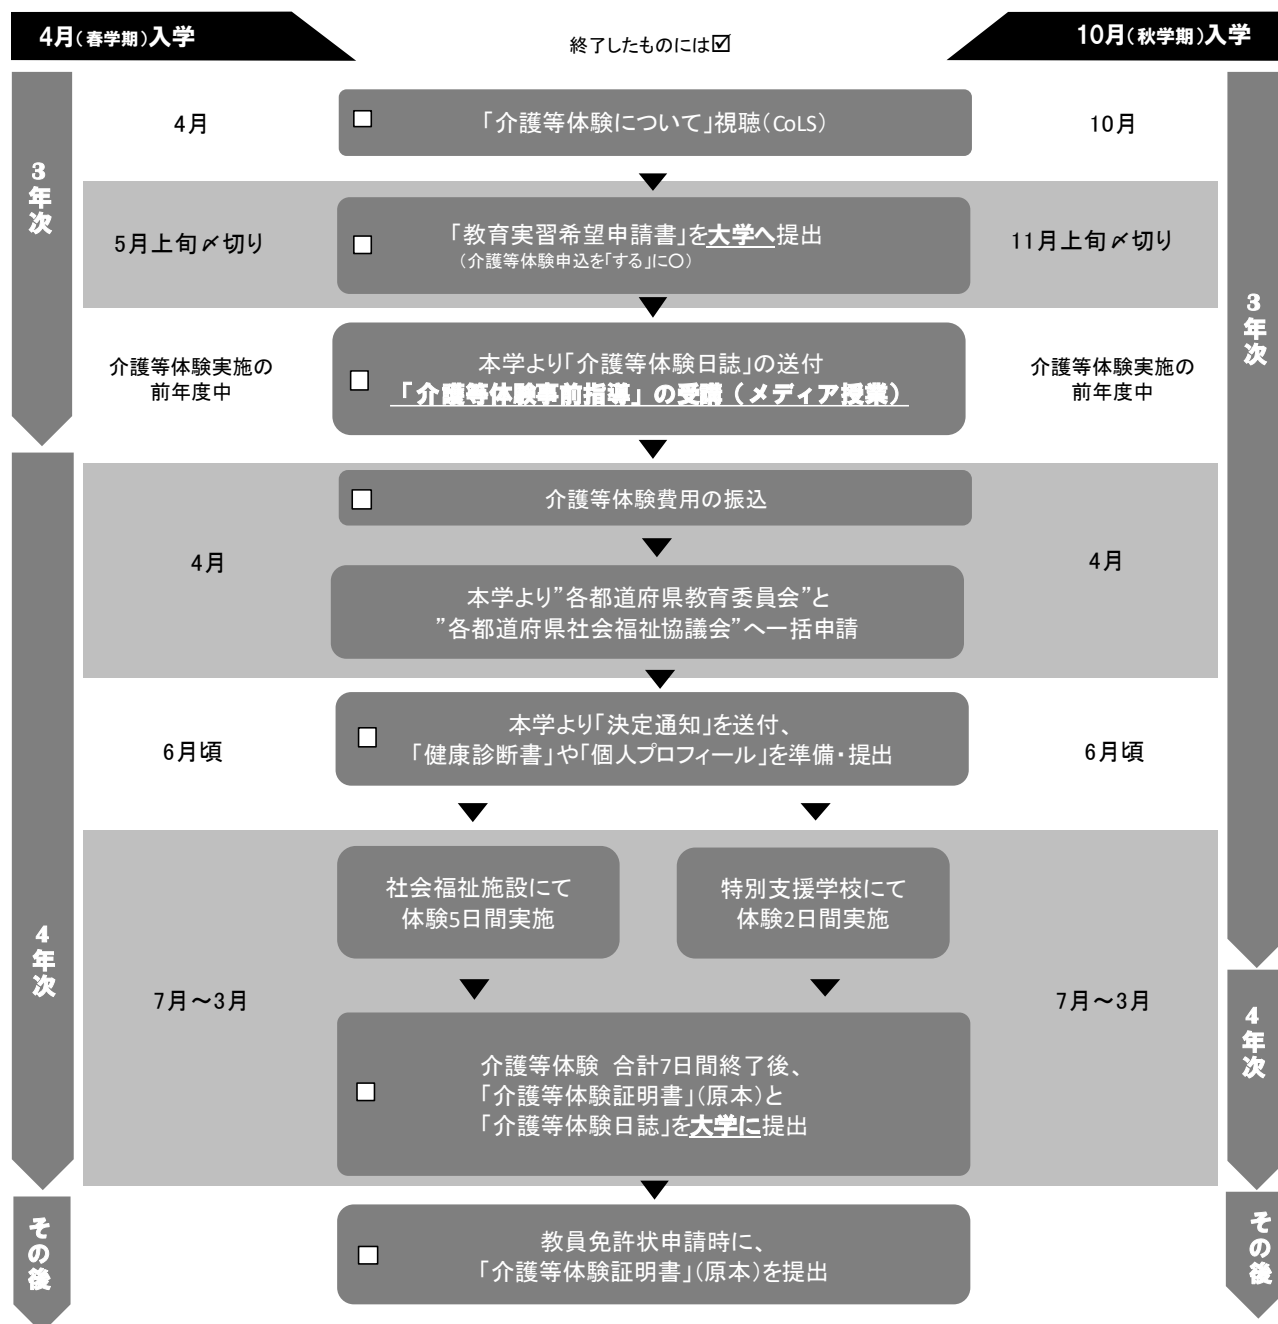 4月(春学期)入学
終了したものには☑
10月(秋学期)入学
3年次
4月
「介護等体験について」視聴(CoLS)
10月
5月上旬〆切り
「教育実習希望申請書」を大学へ提出
(介護等体験申込を「する」に〇)
11月上旬〆切り
3年次
介護等体験実施の
前年度中
本学より「介護等体験日誌」の送付
「介護等体験事前指導」の受講(メディア授業)
介護等体験実施の
前年度中
4月
介護等体験費用の振込
本学より”各都道府県教育委員会”と
”各都道府県社会福祉協議会”へ一括申請
4月
6月頃
本学より「決定通知」を送付、
「健康診断書」や「個人プロフィール」を準備・提出
6月頃
4年次
社会福祉施設にて
体験5日間実施
特別支援学校にて
体験2日間実施
7月～3月
7月～3月
4年次
介護等体験 合計7日間終了後、
「介護等体験証明書」(原本)と
「介護等体験日誌」を大学に提出
その後
教員免許状申請時に、
「介護等体験証明書」(原本)を提出
その後